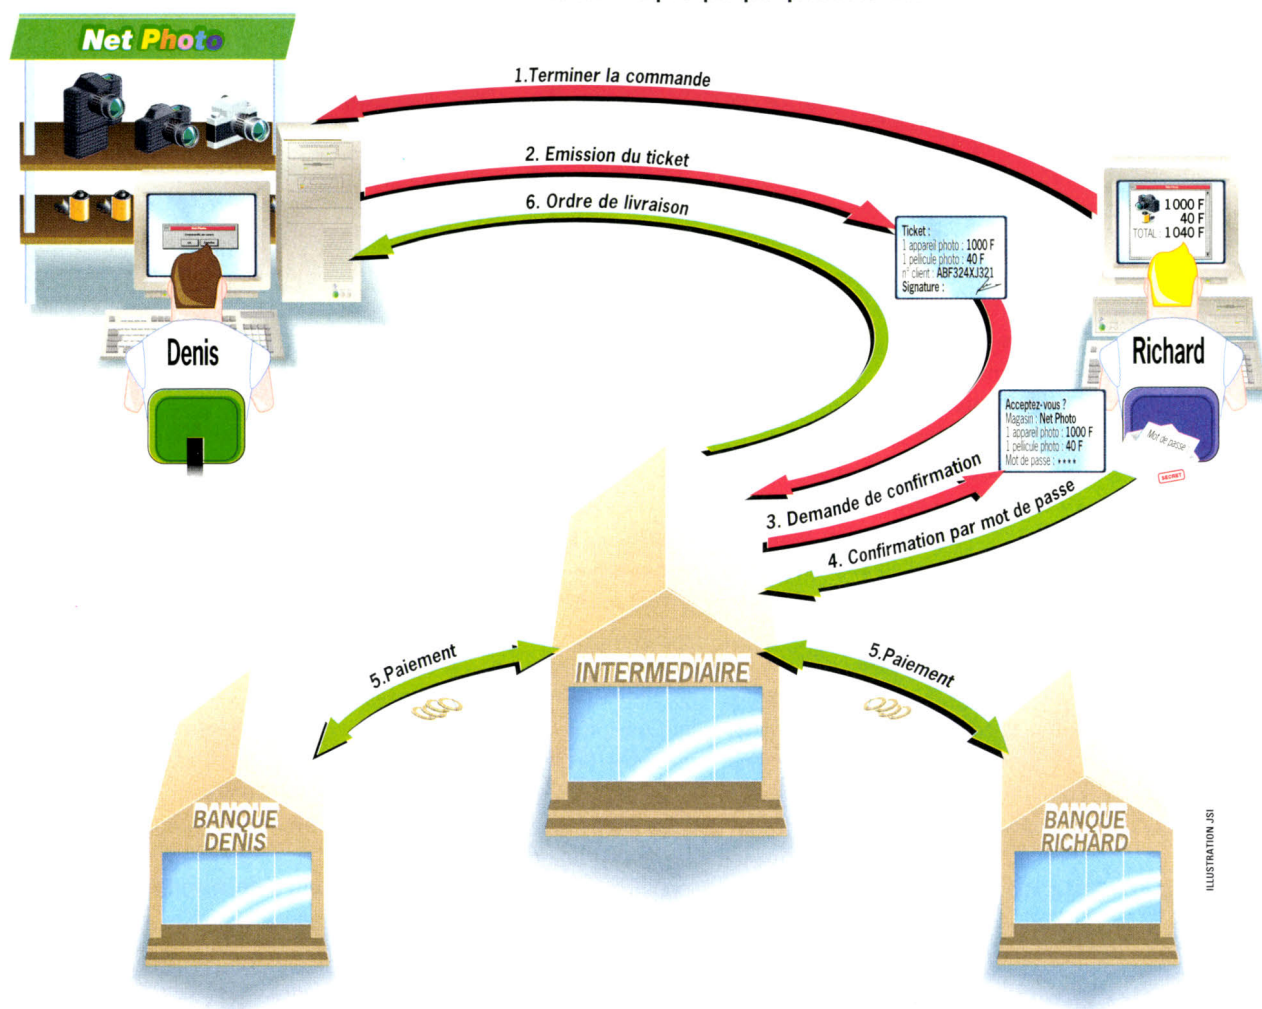 Net Photo
1.Terminer la commande
2. Emission du ticket
6. Ordre de livraison
Ticket :
1 appareil photo : 1000 F
1 pellicule photo : 40 F
n° client : ABF324XJ321
Signature :
1000 F
40 F
TOTAL : 1040 F
Denis
Richard
Acceptez-vous ?
Magasin : Net Photo
1 appareil photo : 1000 F
1 pellicule photo : 40 F
Mot de passe : ••••
Mot de passe
SECRET
3. Demande de confirmation
4. Confirmation par mot de passe
5.Paiement
INTERMEDIAIRE
5.Paiement
BANQUE
DENIS
BANQUE
RICHARD
ILLUSTRATION JSI